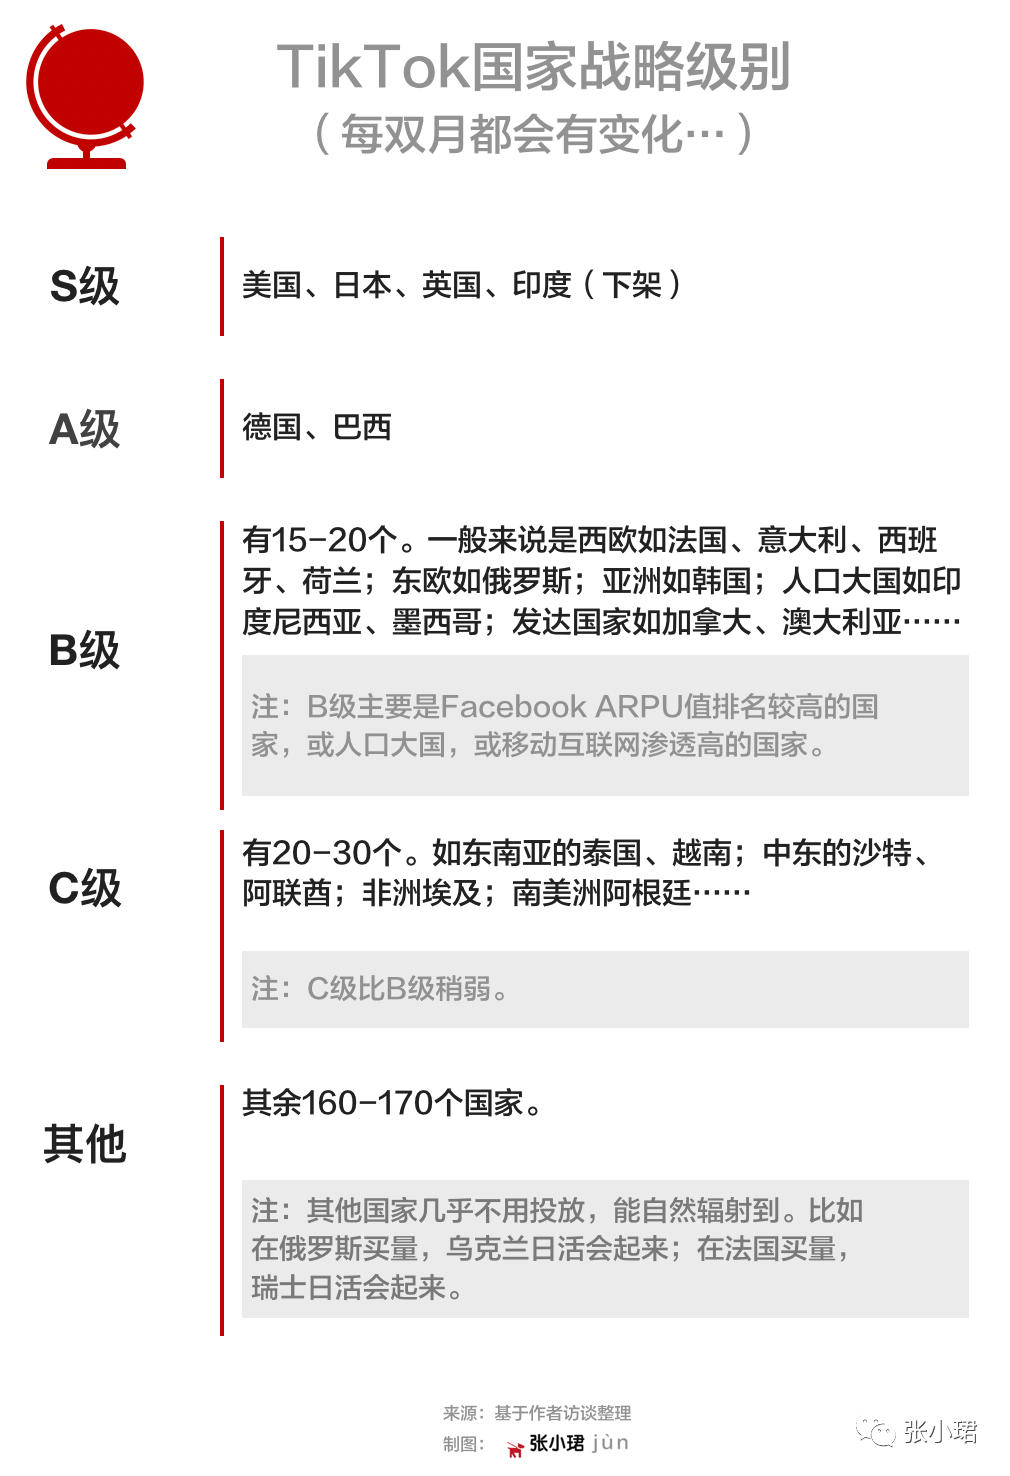 TikTok国家战略级别
（每双月都会有变化…）
S级
美国、日本、英国、印度（下架）
A级
德国、巴西
B级
有15-20个。一般来说是西欧如法国、意大利、西班
牙、荷兰；东欧如俄罗斯；亚洲如韩国；人口大国如印
度尼西亚、墨西哥；发达国家如加拿大、澳大利亚……
注：B级主要是Facebook ARPU值排名较高的国
家，或人口大国，或移动互联网渗透高的国家。
C级
有20-30个。如东南亚的泰国、越南；中东的沙特、
阿联酋；非洲埃及；南美洲阿根廷……
注：C级比B级稍弱。
其他
其余160-170个国家。
注：其他国家几乎不用投放，能自然辐射到。比如
在俄罗斯买量，乌克兰日活会起来；在法国买量，
瑞士日活会起来。
来源：基于作者访谈整理
制图：张小珺 jùn
张小珺